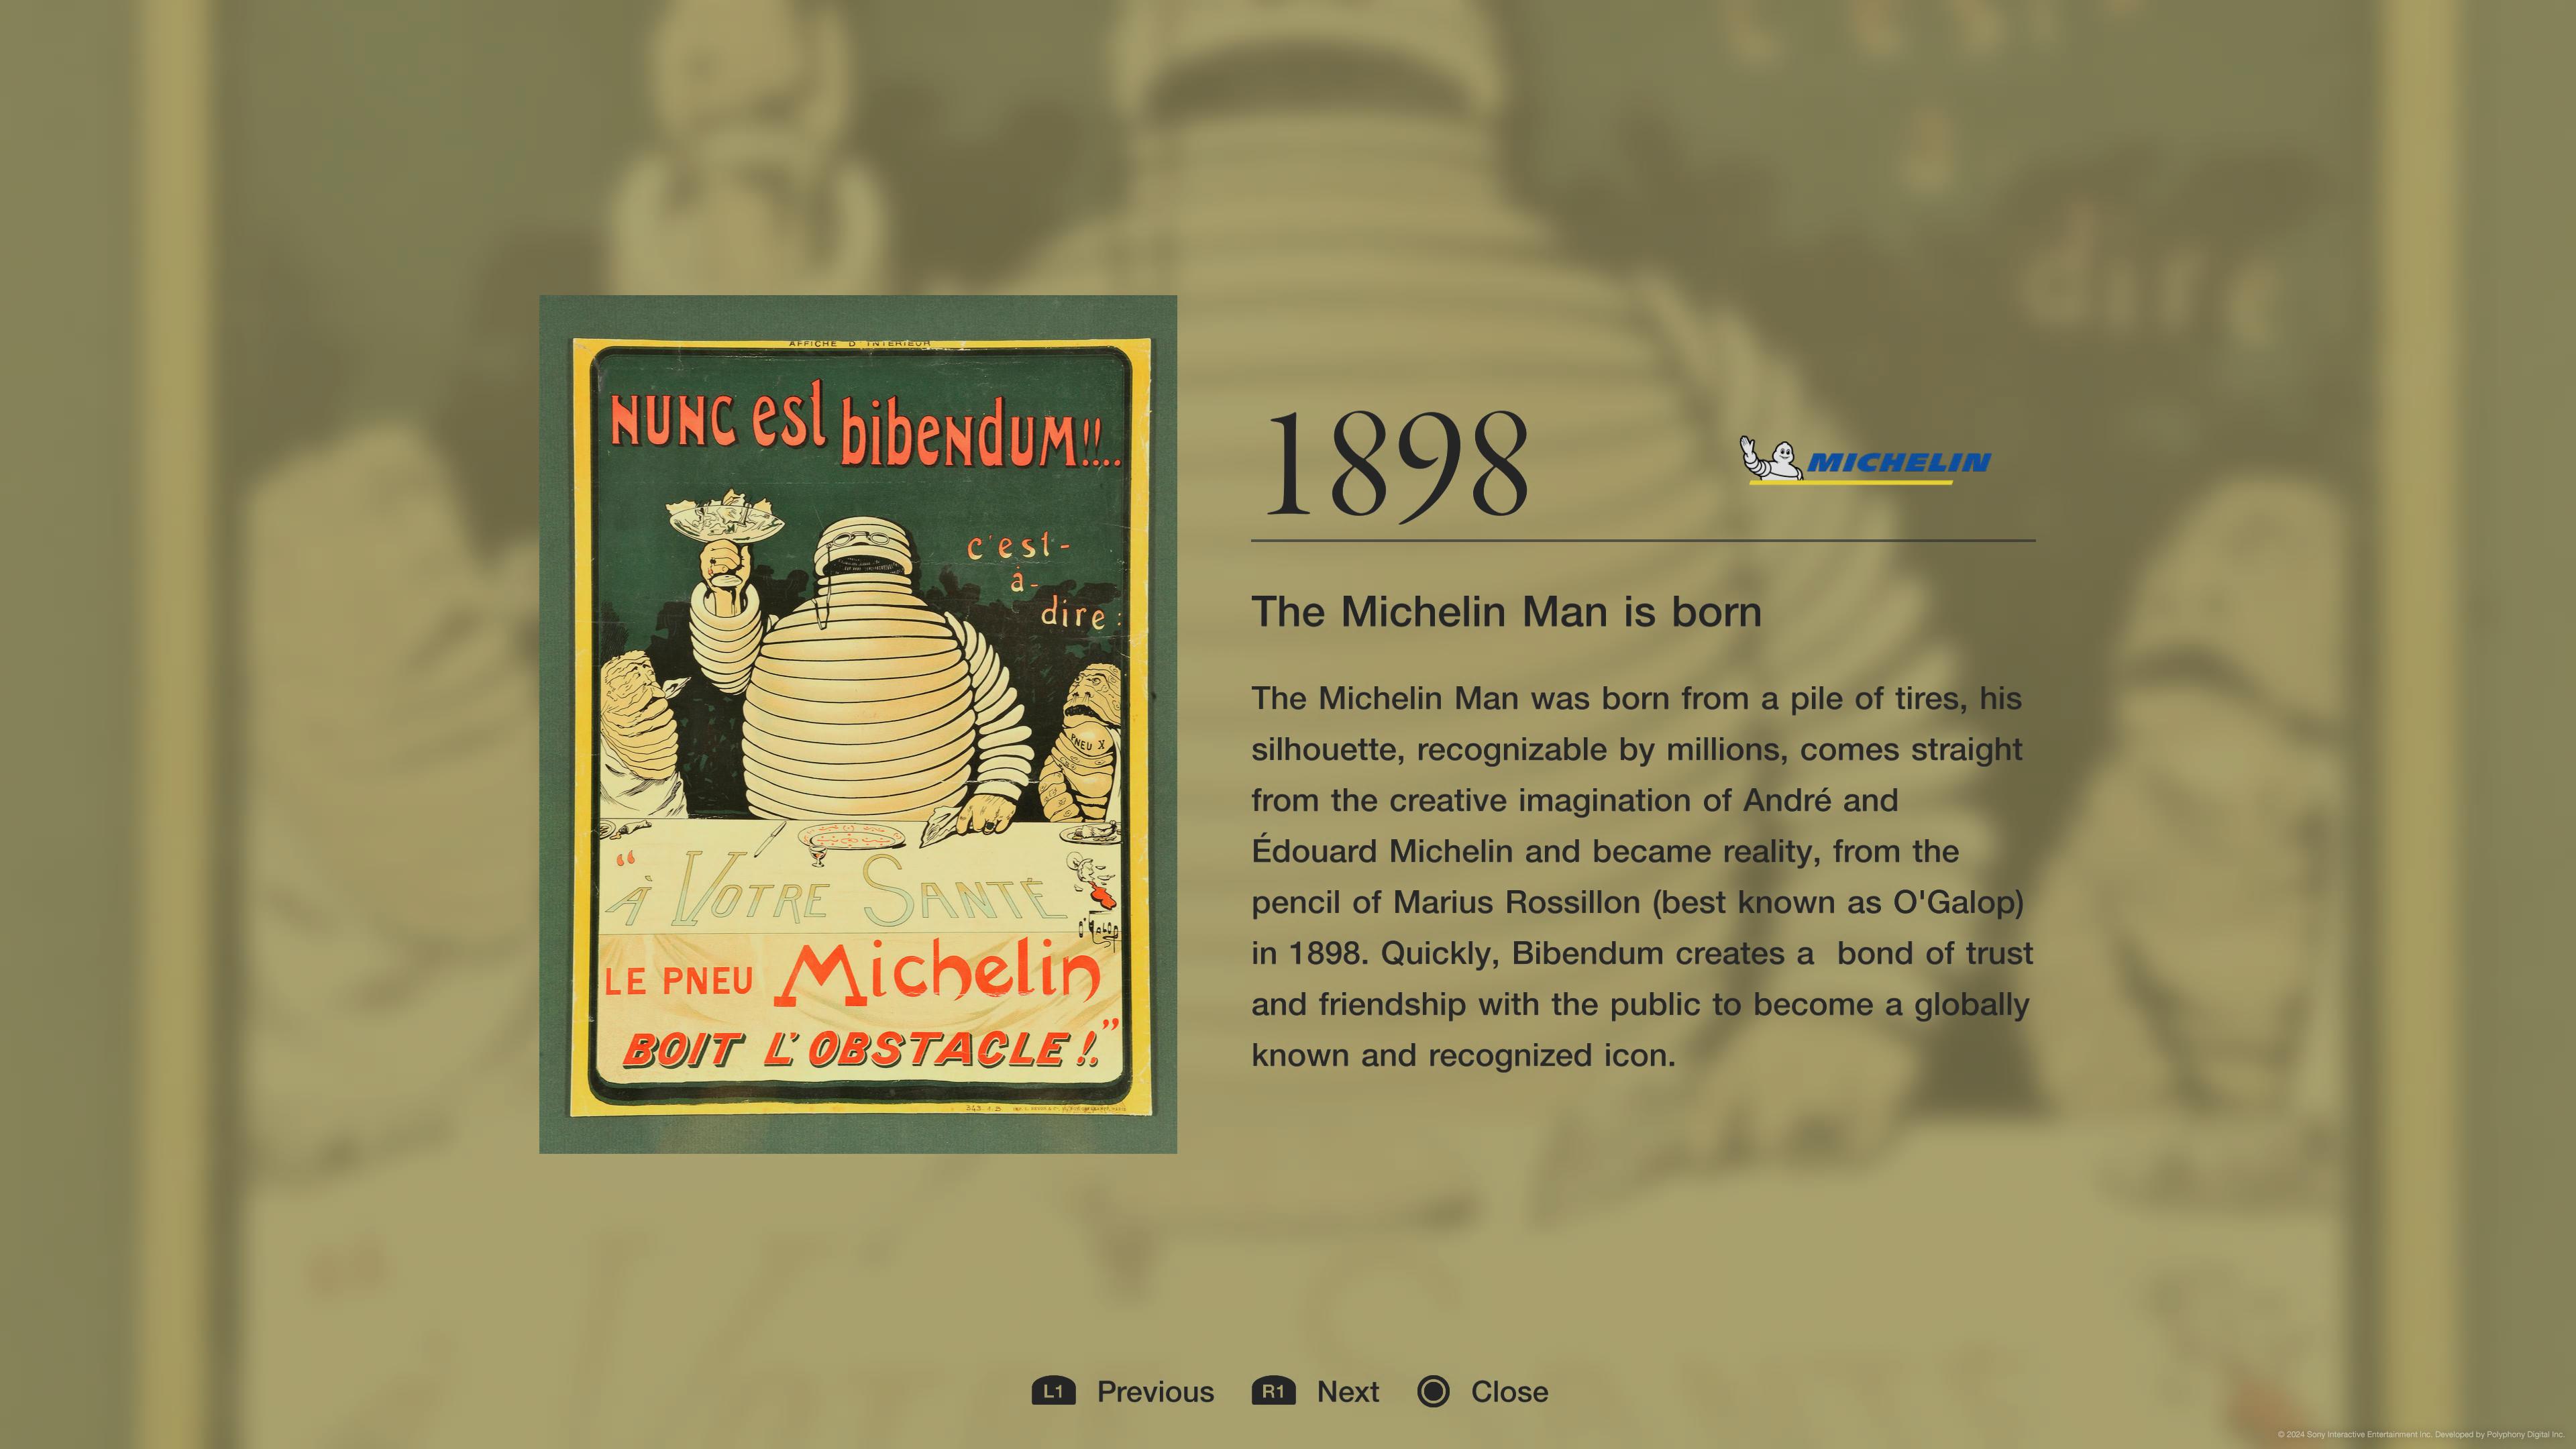 AFFICHE D'INTERIEUR
NUNC est bibendum!!..
c'est-
à-
dire:
PNEU X
"À VOTRE SANTÉ
O'Galop
LE PNEU Michelin
BOIT L'OBSTACLE!."
1898
MICHELIN
The Michelin Man is born
The Michelin Man was born from a pile of tires, his
silhouette, recognizable by millions, comes straight
from the creative imagination of André and
Édouard Michelin and became reality, from the
pencil of Marius Rossillon (best known as O'Galop)
in 1898. Quickly, Bibendum creates a  bond of trust
and friendship with the public to become a globally
known and recognized icon.
L1 Previous R1 Next Close
© 2024 Sony Interactive Entertainment Inc. Developed by Polyphony Digital Inc.